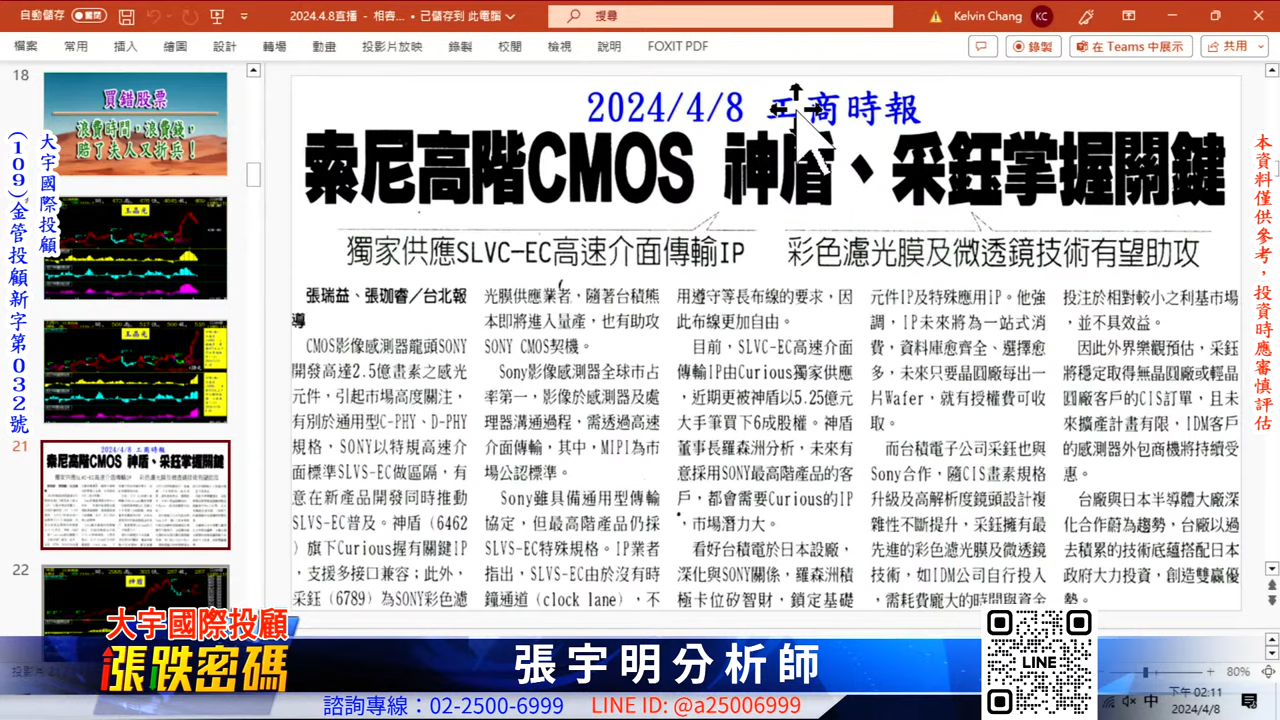 自動儲存 關閉
2024.4.8直播 - 相容... • 已儲存到 此電腦
搜尋
Kelvin Chang KC
檔案 常用 插入 繪圖 設計 轉場 動畫 投影片放映 錄製 校閱 檢視 說明 FOXIT PDF
錄製 在 Teams 中展示 共用
18
買錯股票
浪費時間,浪費錢,
賠了夫人又折兵!
大宇國際投顧
(109)金管投顧新字第032號
玉晶光
玉晶光
21
22
神盾
2024/4/8 工商時報
索尼高階CMOS 神盾、采鈺掌握關鍵
獨家供應SLVC-EC高速介面傳輸IP 彩色濾光膜及微透鏡技術有望助攻
張瑞益、張珈睿/台北報
導
CMOS影像感測器龍頭SONY
開發高達2.5億畫素之感光
元件,引起市場高度關注,
有別於通用型C-PHY、D-PHY
規格,SONY以特規高速介
面標準SLVS-EC做區隔,有
意在新產品開發同時推動
SLVS-EC普及。神盾(6462
)旗下Curious握有關鍵IP
,支援多接口兼容;此外,
采鈺(6789)為SONY彩色濾
光膜供應業者,隨著台積熊
本即將進入量產,也有助攻
SONY CMOS契機。
Sony影像感測器全球市占
率第一,影像於感測器及處
理器溝通過程,需透過高速
介面傳輸,其中,MIPI為市
場公認標準。
Sony雖具備通用型傳輸
協定,但最高階產品仍採
SLVS-EC特殊規格。IP業者
指出,SLVS-EC由於沒有時
鐘通道(clock lane),不
用遵守等長布線的要求,因
此布線更加自由。
目前,SLVC-EC高速介面
傳輸IP由Curious獨家供應
,近期更被神盾以5.25億元
大手筆買下6成股權。神盾
董事長羅森洲分析,未來有
意採用SONY最高階產品的客
戶,都會需要Curious的IP
,市場潛力大。
看好台積電於日本設廠,
深化與SONY關係,羅森洲積
極卡位矽智財,鎖定基礎
元件IP及特殊應用IP。他強
調,IP未來將為一站式消
費,資料庫愈齊全、選擇愈
多,未來只要晶圓廠每出一
片Wafer,就有授權費可收
取。
而台積電子公司采鈺也與
SONY合作,隨CIS畫素規格
升級及高解析度鏡頭設計複
雜性不斷提升,采鈺擁有最
先進的彩色濾光膜及微透鏡
技術,如IDM公司自行投入
,需耗費龐大的時間與資金
投注於相對較小之利基市場
,並不具效益。
因此外界樂觀預估,采鈺
將穩定取得無晶圓廠或輕晶
圓廠客戶的CIS訂單,且未
來擴產計畫有限,IDM客戶
的感測器外包商機將持續受
惠。
台廠與日本半導體大廠深
化合作蔚為趨勢,台廠以過
去積累的技術底蘊搭配日本
政府大力投資,創造雙贏優
勢。
本資料僅供參考,投資時應審慎評估
大宇國際投顧
漲跌密碼
張宇明分析師
諮詢專線:02-2500-6999 LINE ID: @a25006999
LINE
80%
中
下午 02:11
2024/4/8